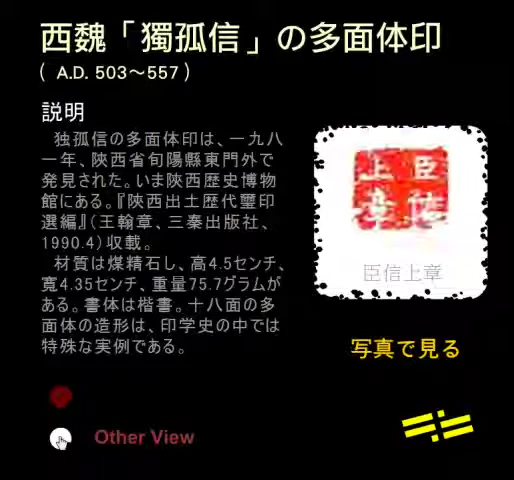 西魏「獨孤信」の多面体印
( A.D. 503～557 )
説明
独孤信の多面体印は、一九八
一年、陝西省旬陽縣東門外で
発見された。いま陝西歴史博物
館にある。『陝西出土歴代璽印
選編』(王翰章、三秦出版社、
1990.4)収載。
材質は煤精石し、高4.5センチ、
寛4.35センチ、重量75.7グラムが
ある。書体は楷書。十八面の多
面体の造形は、印学史の中では
特殊な実例である。
上 臣
章 信
臣信上章
写真で見る
Other View